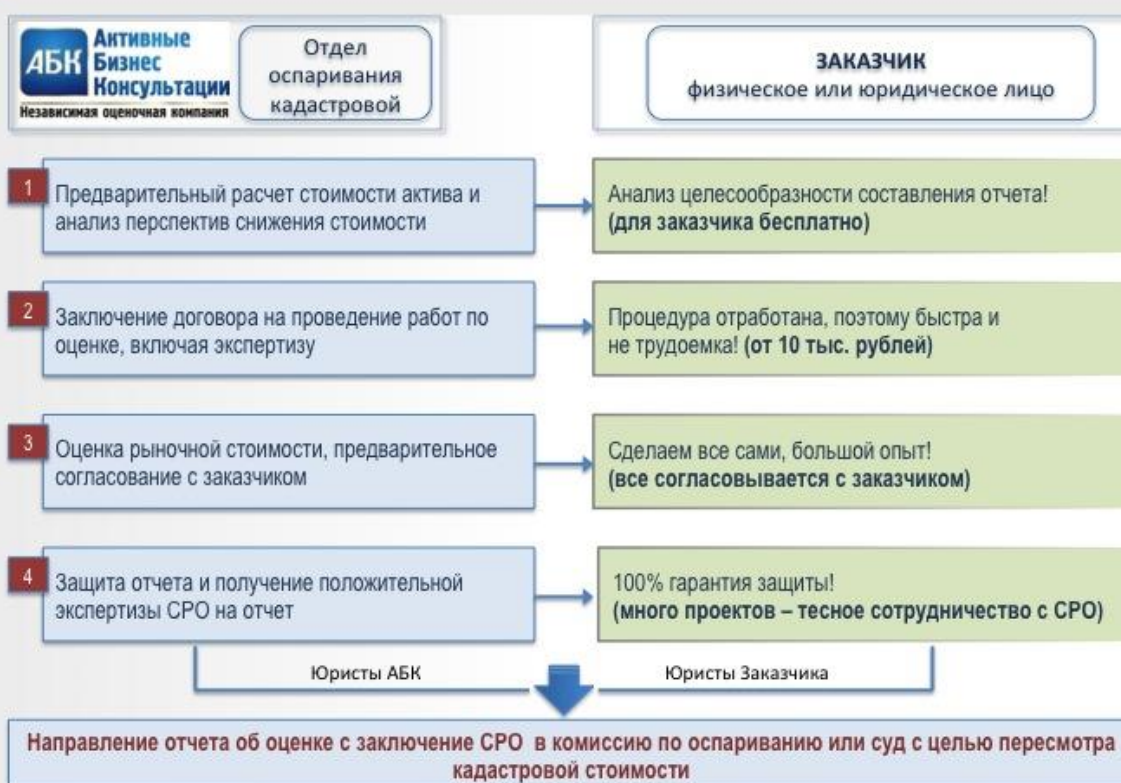 АБК
Активные
Бизнес
Консультации
Независимая оценочная компания
Отдел
оспаривания
кадастровой
ЗАКАЗЧИК
физическое или юридическое лицо
1
Предварительный расчет стоимости актива и
анализ перспектив снижения стоимости
Анализ целесообразности составления отчета!
(для заказчика бесплатно)
2
Заключение договора на проведение работ по
оценке, включая экспертизу
Процедура отработана, поэтому быстра и
не трудоемка! (от 10 тыс. рублей)
3
Оценка рыночной стоимости, предварительное
согласование с заказчиком
Сделаем все сами, большой опыт!
(все согласовывается с заказчиком)
4
Защита отчета и получение положительной
экспертизы СРО на отчет
100% гарантия защиты!
(много проектов – тесное сотрудничество с СРО)
Юристы АБК
Юристы Заказчика
Направление отчета об оценке с заключение СРО в комиссию по оспариванию или суд с целью пересмотра
кадастровой стоимости